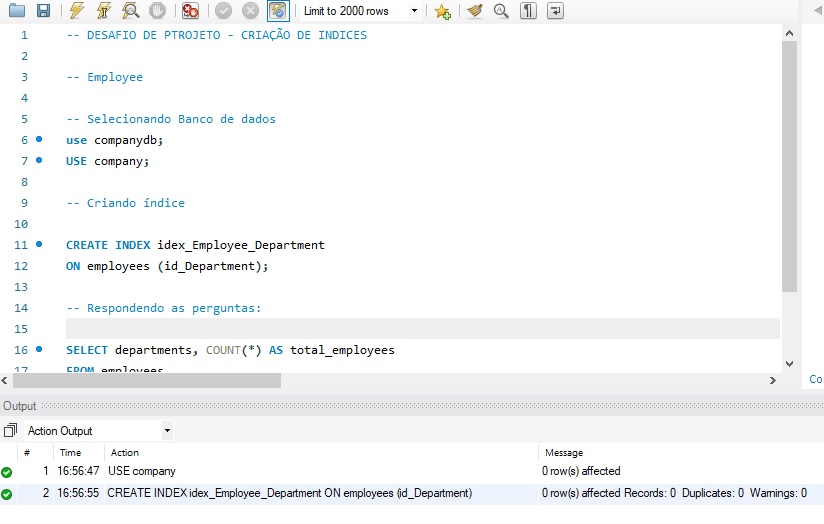 Limit to 2000 rows
1 -- DESAFIO DE PTROJETO - CRIAÇÃO DE INDICES
2
3 -- Employee
4
5 -- Selecionando Banco de dados
6 use companydb;
7 USE company;
8
9 -- Criando índice
10
11 CREATE INDEX idex_Employee_Department
12 ON employees (id_Department);
13
14 -- Respondendo as perguntas:
15
16 SELECT departments, COUNT(*) AS total_employees
17 FROM employees
Co
Output
Action Output
# Time Action Message
1 16:56:47 USE company 0 row(s) affected
2 16:56:55 CREATE INDEX idex_Employee_Department ON employees (id_Department) 0 row(s) affected Records: 0 Duplicates: 0 Warnings: 0